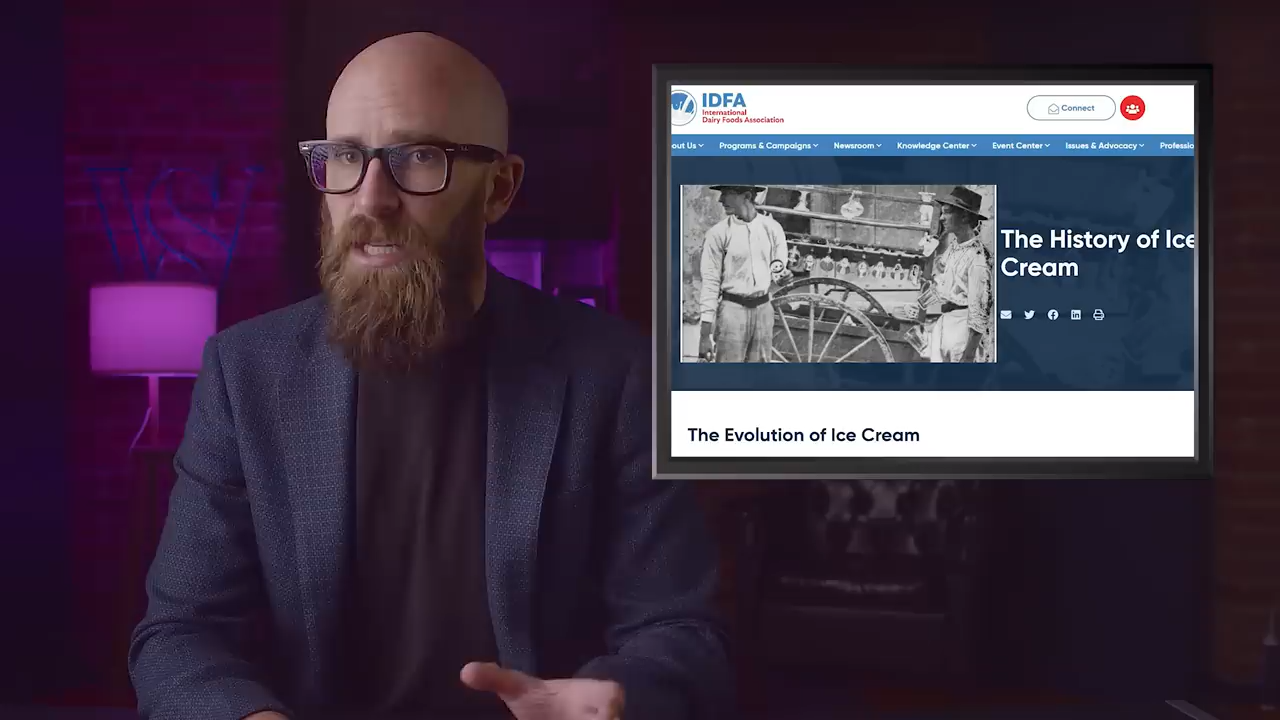 IDFA
International
Dairy Foods Association
Connect
out Us
Programs & Campaigns
Newsroom
Knowledge Center
Event Center
Issues & Advocacy
Professio
The History of Ice
Cream
The Evolution of Ice Cream